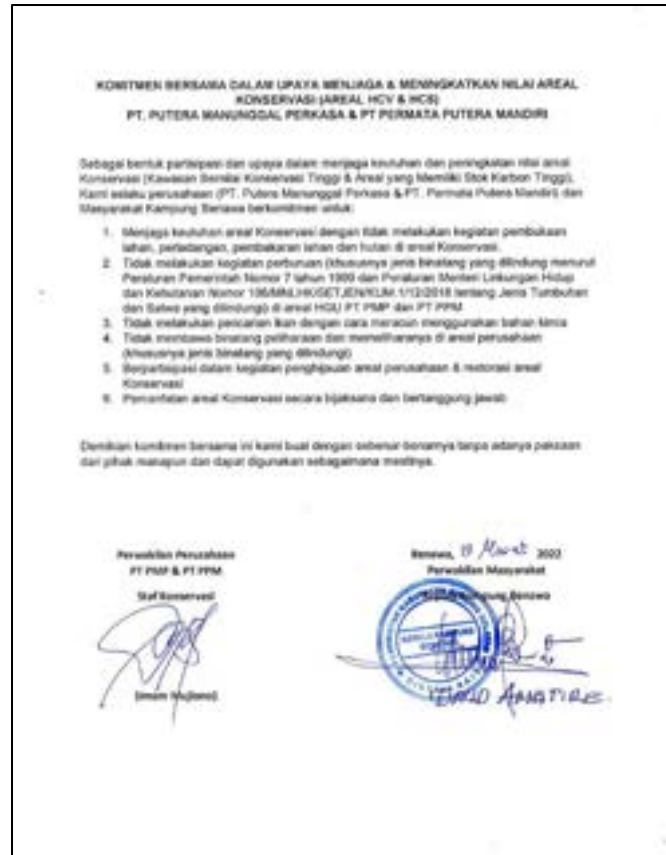 KOMITMEN BERSAMA DALAM UPAYA MENJAGA & MENINGKATKAN NILAI AREAL
KONSERVASI (AREAL HCV & HCS)
PT. PUTERA MANUNGGAL PERKASA & PT PERMATA PUTERA MANDIRI
Sebagai bentuk partisipasi dan upaya dalam menjaga keutuhan dan peningkatan nilai areal
Konservasi (Kawasan Bernilai Konservasi Tinggi & Areal yang Memiliki Stok Karbon Tinggi),
Kami selaku perusahaan (PT. Putera Manunggal Perkasa & PT. Permata Putera Mandiri) dan
Masyarakat Kampung Benawa berkomitmen untuk:
1. Menjaga keutuhan areal Konservasi dengan tidak melakukan kegiatan pembukaan
lahan, perladangan, pembakaran lahan dan hutan di areal Konservasi.
2. Tidak melakukan kegiatan perburuan (khususnya jenis binatang yang dilindungi menurut
Peraturan Pemerintah Nomor 7 tahun 1999 dan Peraturan Menteri Lingkungan Hidup
dan Kehutanan Nomor 106/MNLHK/SETJEN/KUM.1/12/2018 tentang Jenis Tumbuhan
dan Satwa yang dilindungi) di areal HGU PT PMP dan PT PPM
3. Tidak melakukan pencarian ikan dengan cara meracun menggunakan bahan kimia
4. Tidak membawa binatang peliharaan dan memeliharanya di areal perusahaan
(khususnya jenis binatang yang dilindungi)
5. Berpartisipasi dalam kegiatan penghijauan areal perusahaan & restorasi areal
Konservasi
6. Pemanfatan areal Konservasi secara bijaksana dan bertanggung jawab
Demikian komitmen bersama ini kami buat dengan sebenar-benarnya tanpa adanya paksaan
dari pihak manapun dan dapat digunakan sebagaimana mestinya.
Perwakilan Perusahaan
PT PMP & PT PPM
Staf Konservasi
(Imam Mujiono)
Benawa, Maret 2022
Perwakilan Masyarakat
Kepala Kampung Benawa
KEPALA KAMPUNG